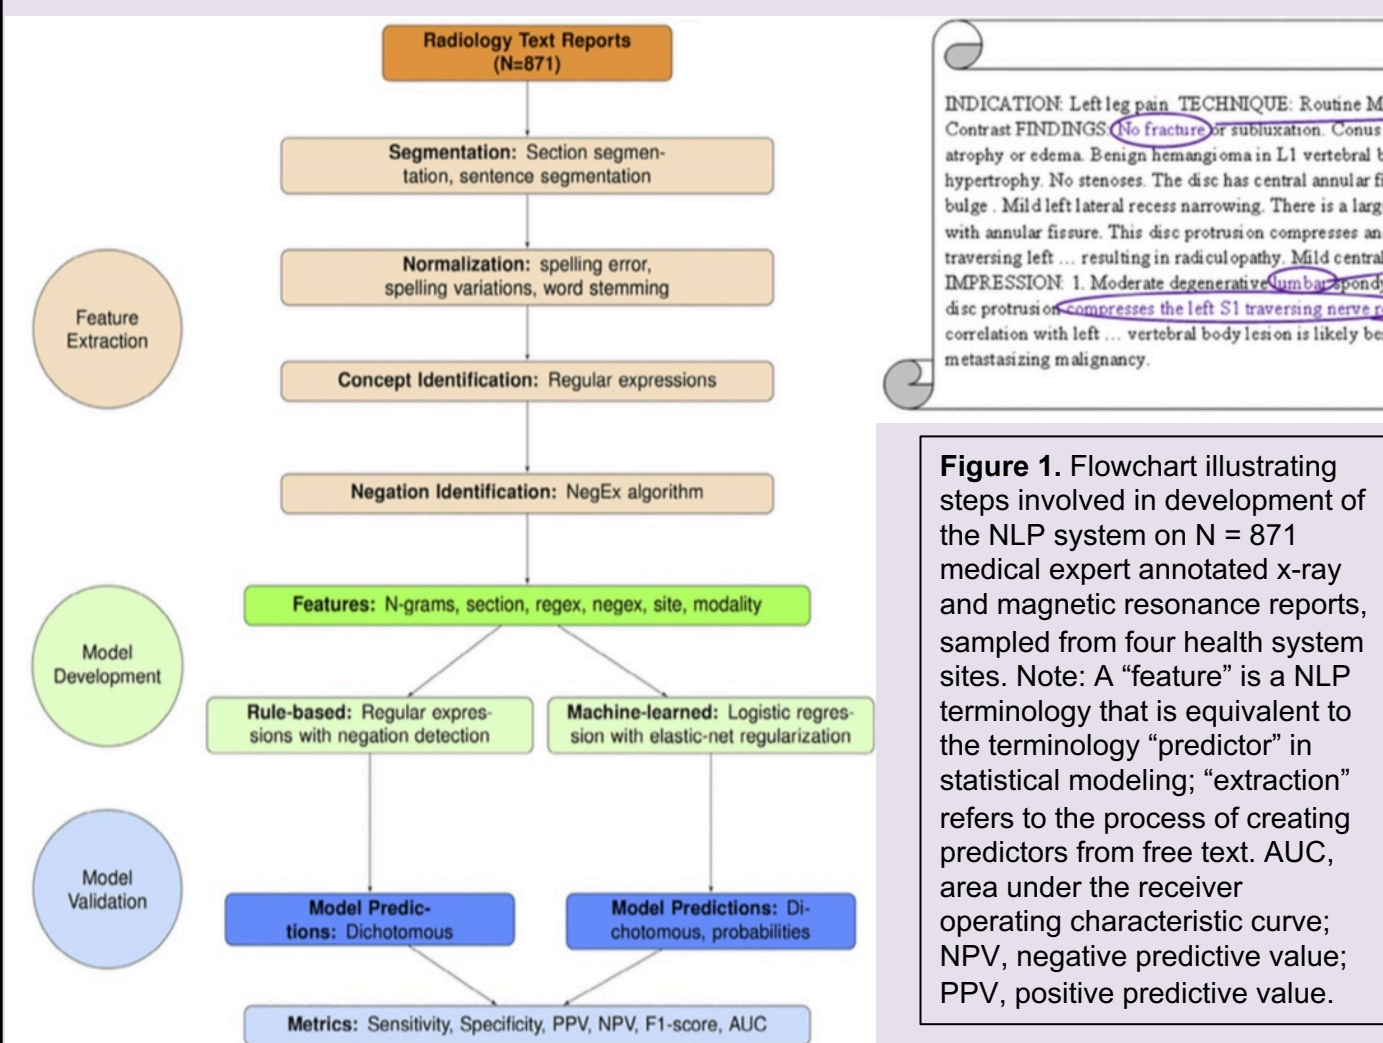 Radiology Text Reports
(N=871)
Segmentation: Section segmen-
tation, sentence segmentation
Normalization: spelling error,
spelling variations, word stemming
Feature
Extraction
Concept Identification: Regular expressions
Negation Identification: NegEx algorithm
Features: N-grams, section, regex, negex, site, modality
Model
Development
Rule-based: Regular expres-
sions with negation detection
Machine-learned: Logistic regres-
sion with elastic-net regularization
Model
Validation
Model Predic-
tions: Dichotomous
Model Predictions: Di-
chotomous, probabilities
Metrics: Sensitivity, Specificity, PPV, NPV, F1-score, AUC
INDICATION: Left leg pain TECHNIQUE: Routine M
Contrast FINDINGS: No fracture or subluxation. Conus
atrophy or edema. Benign hemangioma in L1 vertebral b
hypertrophy. No stenoses. The disc has central annular fi
bulge . Mild left lateral recess narrowing. There is a larg
with annular fissure. This disc protrusion compresses an
traversing left ... resulting in radiculopathy. Mild central
IMPRESSION: 1. Moderate degenerative lumbar spondy
disc protrusion compresses the left S1 traversing nerve r
correlation with left ... vertebral body lesion is likely be
metastasizing malignancy.
Figure 1. Flowchart illustrating
steps involved in development of
the NLP system on N = 871
medical expert annotated x-ray
and magnetic resonance reports,
sampled from four health system
sites. Note: A “feature” is a NLP
terminology that is equivalent to
the terminology “predictor” in
statistical modeling; “extraction”
refers to the process of creating
predictors from free text. AUC,
area under the receiver
operating characteristic curve;
NPV, negative predictive value;
PPV, positive predictive value.